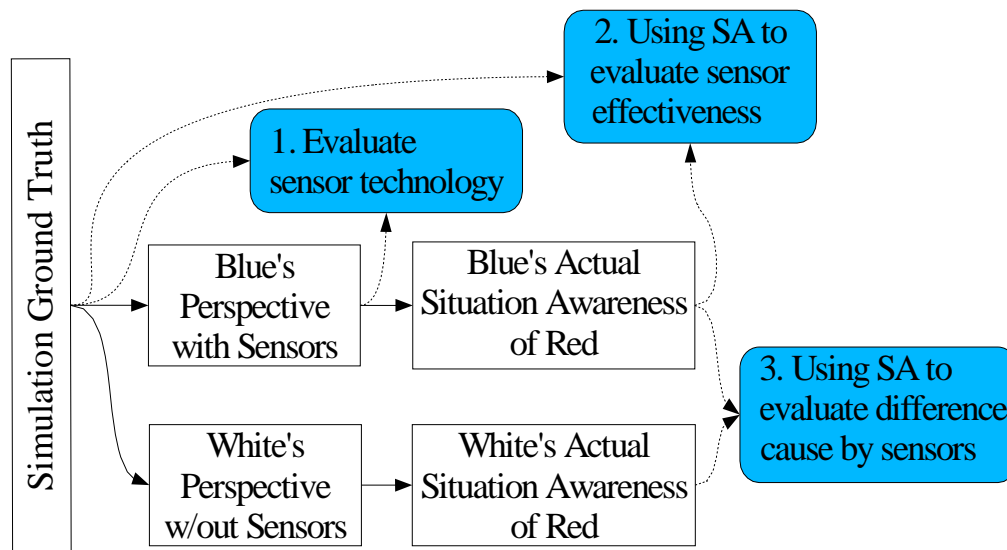 Simulation Ground Truth
2. Using SA to
evaluate sensor
effectiveness
1. Evaluate
sensor technology
Blue's
Perspective
with Sensors
Blue's Actual
Situation Awareness
of Red
3. Using SA to
evaluate difference
cause by sensors
White's
Perspective
w/out Sensors
White's Actual
Situation Awareness
of Red